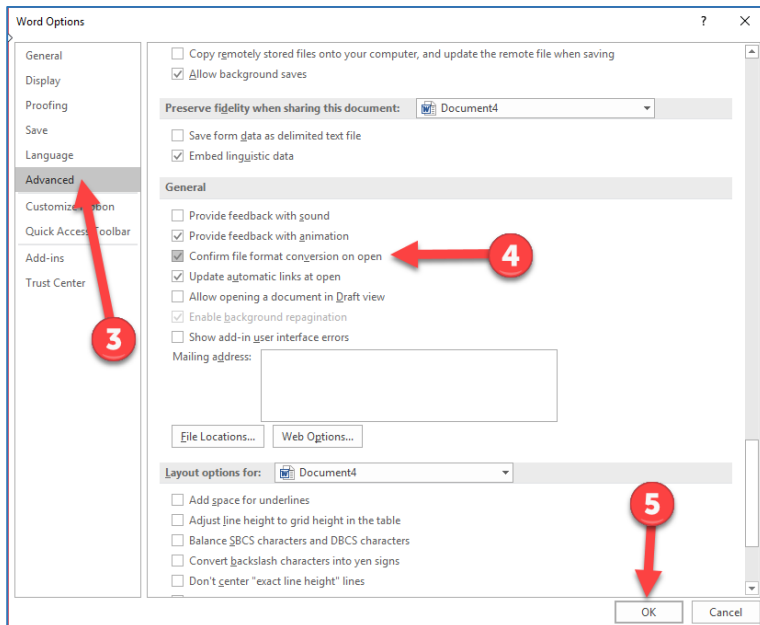 Word Options
?
General
Display
Proofing
Save
Language
Advanced
Customize Ribbon
Quick Access Toolbar
Add-ins
Trust Center
3
Copy remotely stored files onto your computer, and update the remote file when saving
Allow background saves
Preserve fidelity when sharing this document: Document4
Save form data as delimited text file
Embed linguistic data
General
Provide feedback with sound
Provide feedback with animation
Confirm file format conversion on open
4
Update automatic links at open
Allow opening a document in Draft view
Enable background repagination
Show add-in user interface errors
Mailing address:
File Locations... Web Options...
Layout options for: Document4
Add space for underlines
Adjust line height to grid height in the table
Balance SBCS characters and DBCS characters
Convert backslash characters into yen signs
Don't center "exact line height" lines
5
OK Cancel